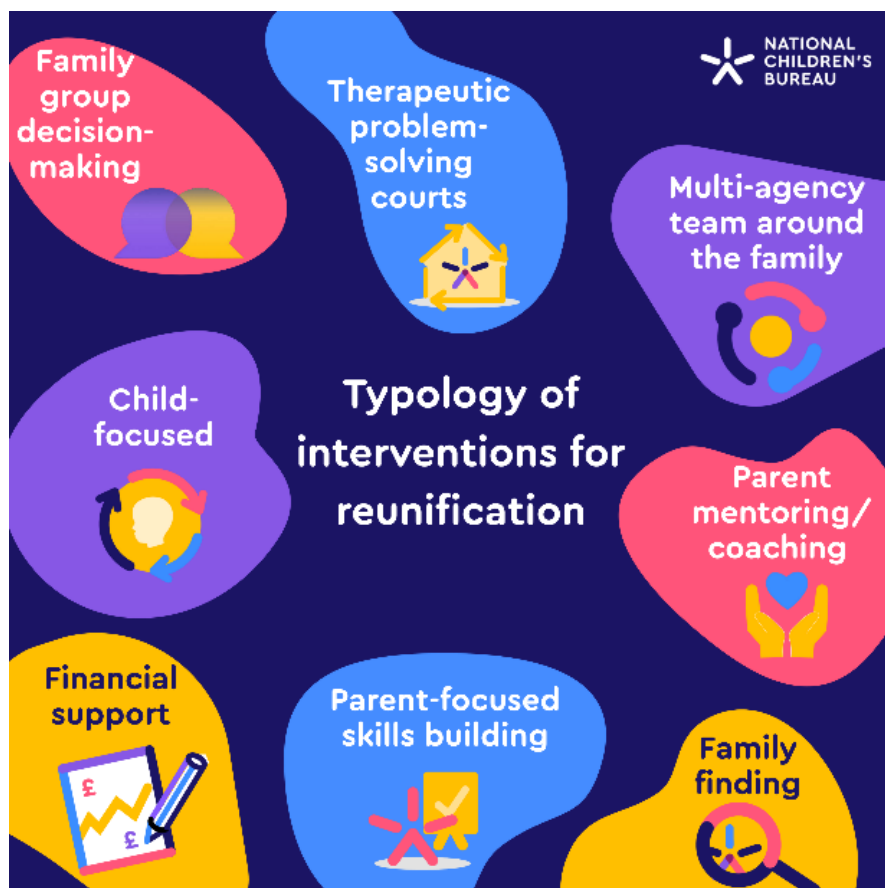 Family
group
decision-
making
Therapeutic
problem-
solving
courts
NATIONAL
CHILDREN'S
BUREAU
Multi-agency
team around
the family
Child-
focused
Typology of
interventions for
reunification
Parent
mentoring/
coaching
Financial
support
£
£
Parent-focused
skills building
Family
finding